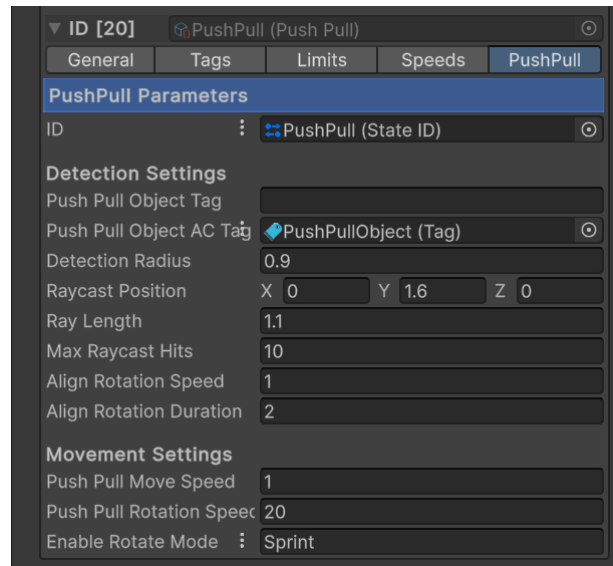 ID [20] PushPull (Push Pull)
General Tags Limits Speeds PushPull
PushPull Parameters
ID PushPull (State ID)
Detection Settings
Push Pull Object Tag
Push Pull Object AC Tag PushPullObject (Tag)
Detection Radius 0.9
Raycast Position X 0 Y 1.6 Z 0
Ray Length 1.1
Max Raycast Hits 10
Align Rotation Speed 1
Align Rotation Duration 2
Movement Settings
Push Pull Move Speed 1
Push Pull Rotation Speed 20
Enable Rotate Mode Sprint